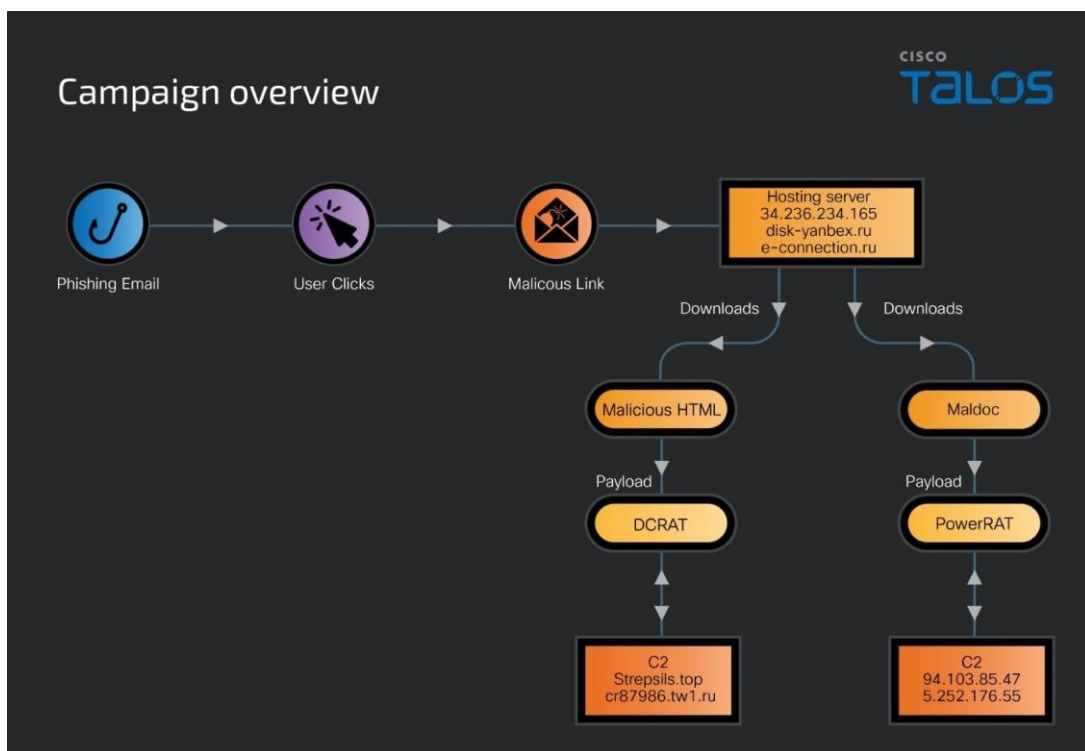 CISCO
TALOS
Campaign overview
Phishing Email
User Clicks
Malicous Link
Hosting server
34.236.234.165
disk-yanbex.ru
e-connection.ru
Downloads
Downloads
Malicious HTML
Maldoc
Payload
Payload
DCRAT
PowerRAT
C2
Strepsils.top
cr87986.tw1.ru
C2
94.103.85.47
5.252.176.55